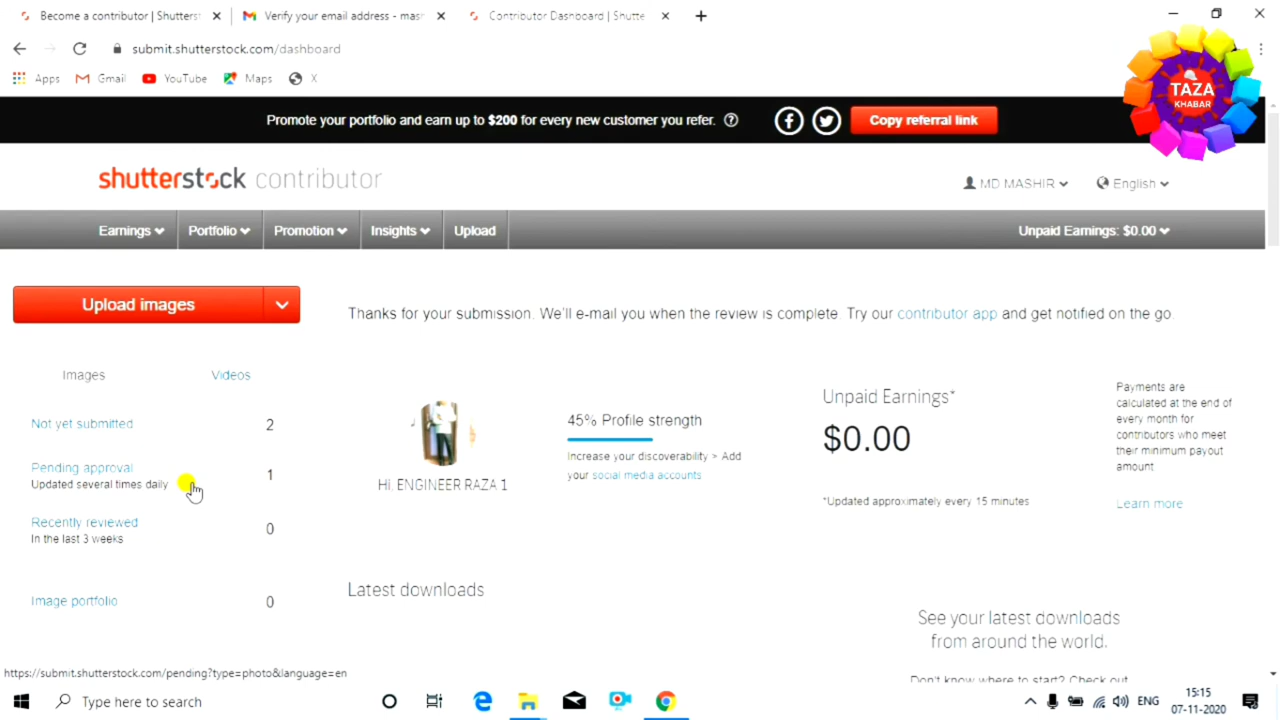 Become a contributor | Shutterst
Verify your email address - mas
Contributor Dashboard | Shutte
submit.shutterstock.com/dashboard
Apps
Gmail
YouTube
Maps
X
TAZA
KHABAR
Promote your portfolio and earn up to $200 for every new customer you refer.
Copy referral link
shutterstock contributor
MD MASHIR
English
Earnings
Portfolio
Promotion
Insights
Upload
Unpaid Earnings: $0.00
Upload images
Thanks for your submission. We'll e-mail you when the review is complete. Try our contributor app and get notified on the go.
Images
Videos
Not yet submitted 2
Pending approval 1
Updated several times daily
Recently reviewed 0
In the last 3 weeks
Image portfolio 0
Hi, ENGINEER RAZA 1
45% Profile strength
Increase your discoverability > Add
your social media accounts
Unpaid Earnings*
$0.00
*Updated approximately every 15 minutes
Payments are
calculated at the end of
every month for
contributors who meet
their minimum payout
amount
Learn more
Latest downloads
See your latest downloads
from around the world.
Don't know where to start? Check out
https://submit.shutterstock.com/pending?type=photo&language=en
Type here to search
ENG
15:15
07-11-2020